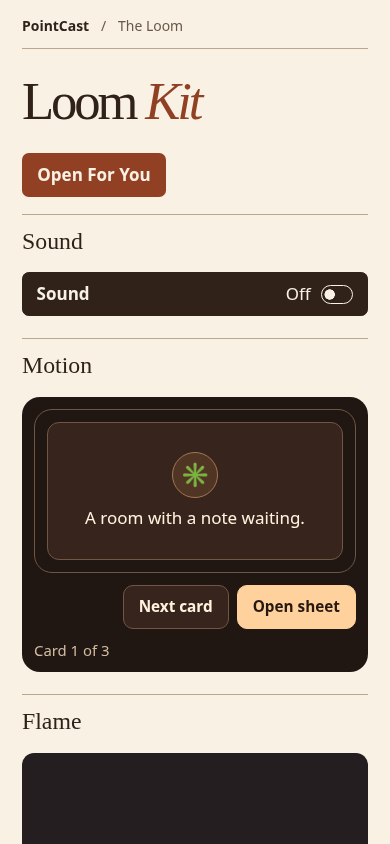 PointCast / The Loom
Loom Kit
Open For You
Sound
Sound Off
Motion
A room with a note waiting.
Next card Open sheet
Card 1 of 3
Flame